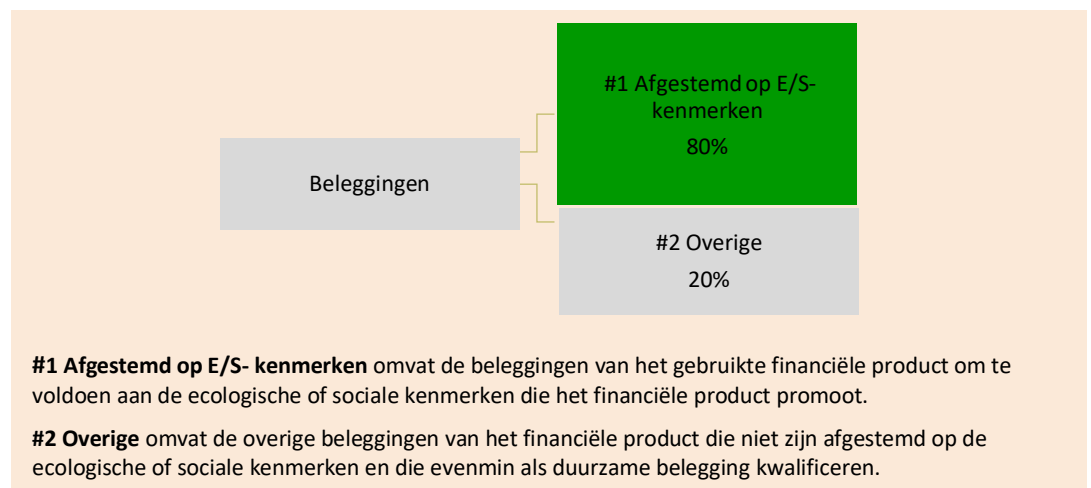 #1 Afgestemd op E/S-
kenmerken
80%
Beleggingen
#2 Overige
20%
#1 Afgestemd op E/S- kenmerken omvat de beleggingen van het gebruikte financiële product om te
voldoen aan de ecologische of sociale kenmerken die het financiële product promoot.
#2 Overige omvat de overige beleggingen van het financiële product die niet zijn afgestemd op de
ecologische of sociale kenmerken en die evenmin als duurzame belegging kwalificeren.